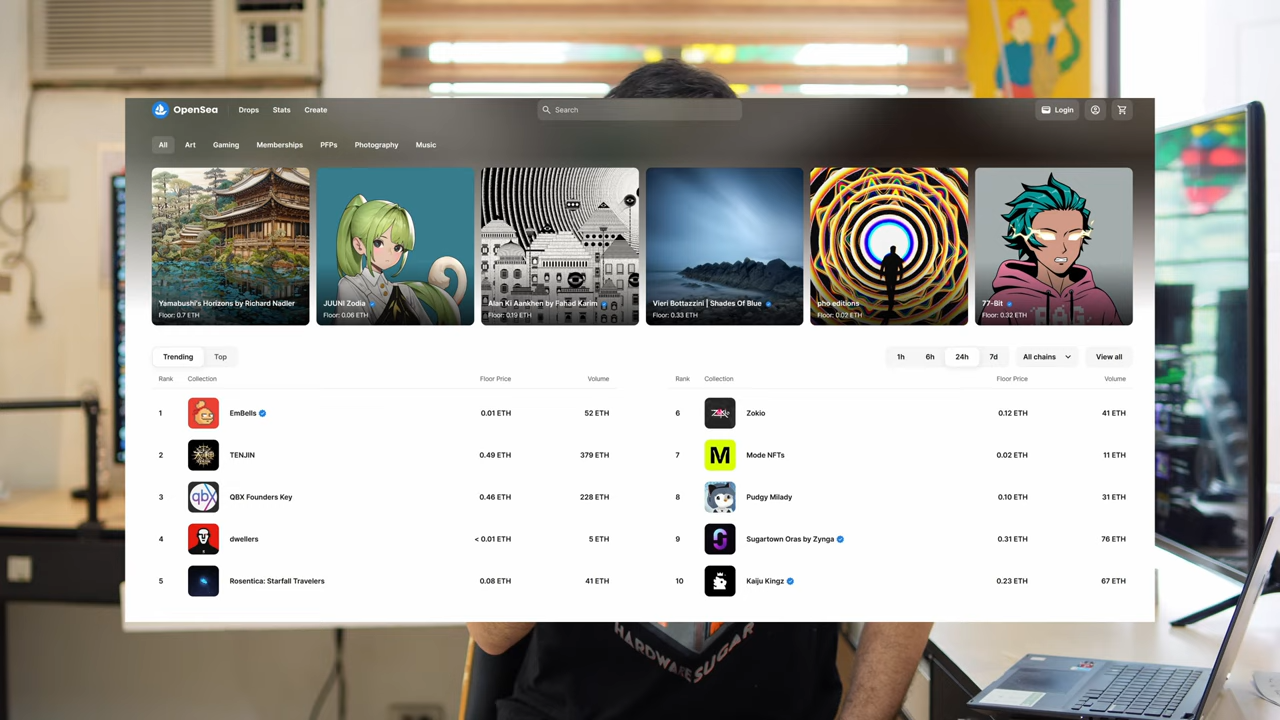 OpenSea Drops Stats Create Search Login
All Art Gaming Memberships PFPs Photography Music
Yamabushi's Horizons by Richard Nadler
Floor: 0.7 ETH
JUUNI Zodia
Floor: 0.06 ETH
Alan Ki Aankhen by Fahad Karim
Floor: 0.19 ETH
Vieri Bottazzini | Shades Of Blue
Floor: 0.33 ETH
pho editions
Floor: 0.02 ETH
77-Bit
Floor: 0.32 ETH
Trending Top 1h 6h 24h 7d All chains View all
Rank Collection Floor Price Volume
1 EmBells 0.01 ETH 52 ETH
2 TENJIN 0.49 ETH 379 ETH
3 qbx QBX Founders Key 0.46 ETH 228 ETH
4 dwellers < 0.01 ETH 5 ETH
5 Rosentica: Starfall Travelers 0.08 ETH 41 ETH
Rank Collection Floor Price Volume
6 Zokio 0.12 ETH 41 ETH
7 M Mode NFTs 0.02 ETH 11 ETH
8 Pudgy Milady 0.10 ETH 31 ETH
9 Sugartown Oras by Zynga 0.31 ETH 76 ETH
10 Kaiju Kingz 0.23 ETH 67 ETH
HARDWARE SUGAR